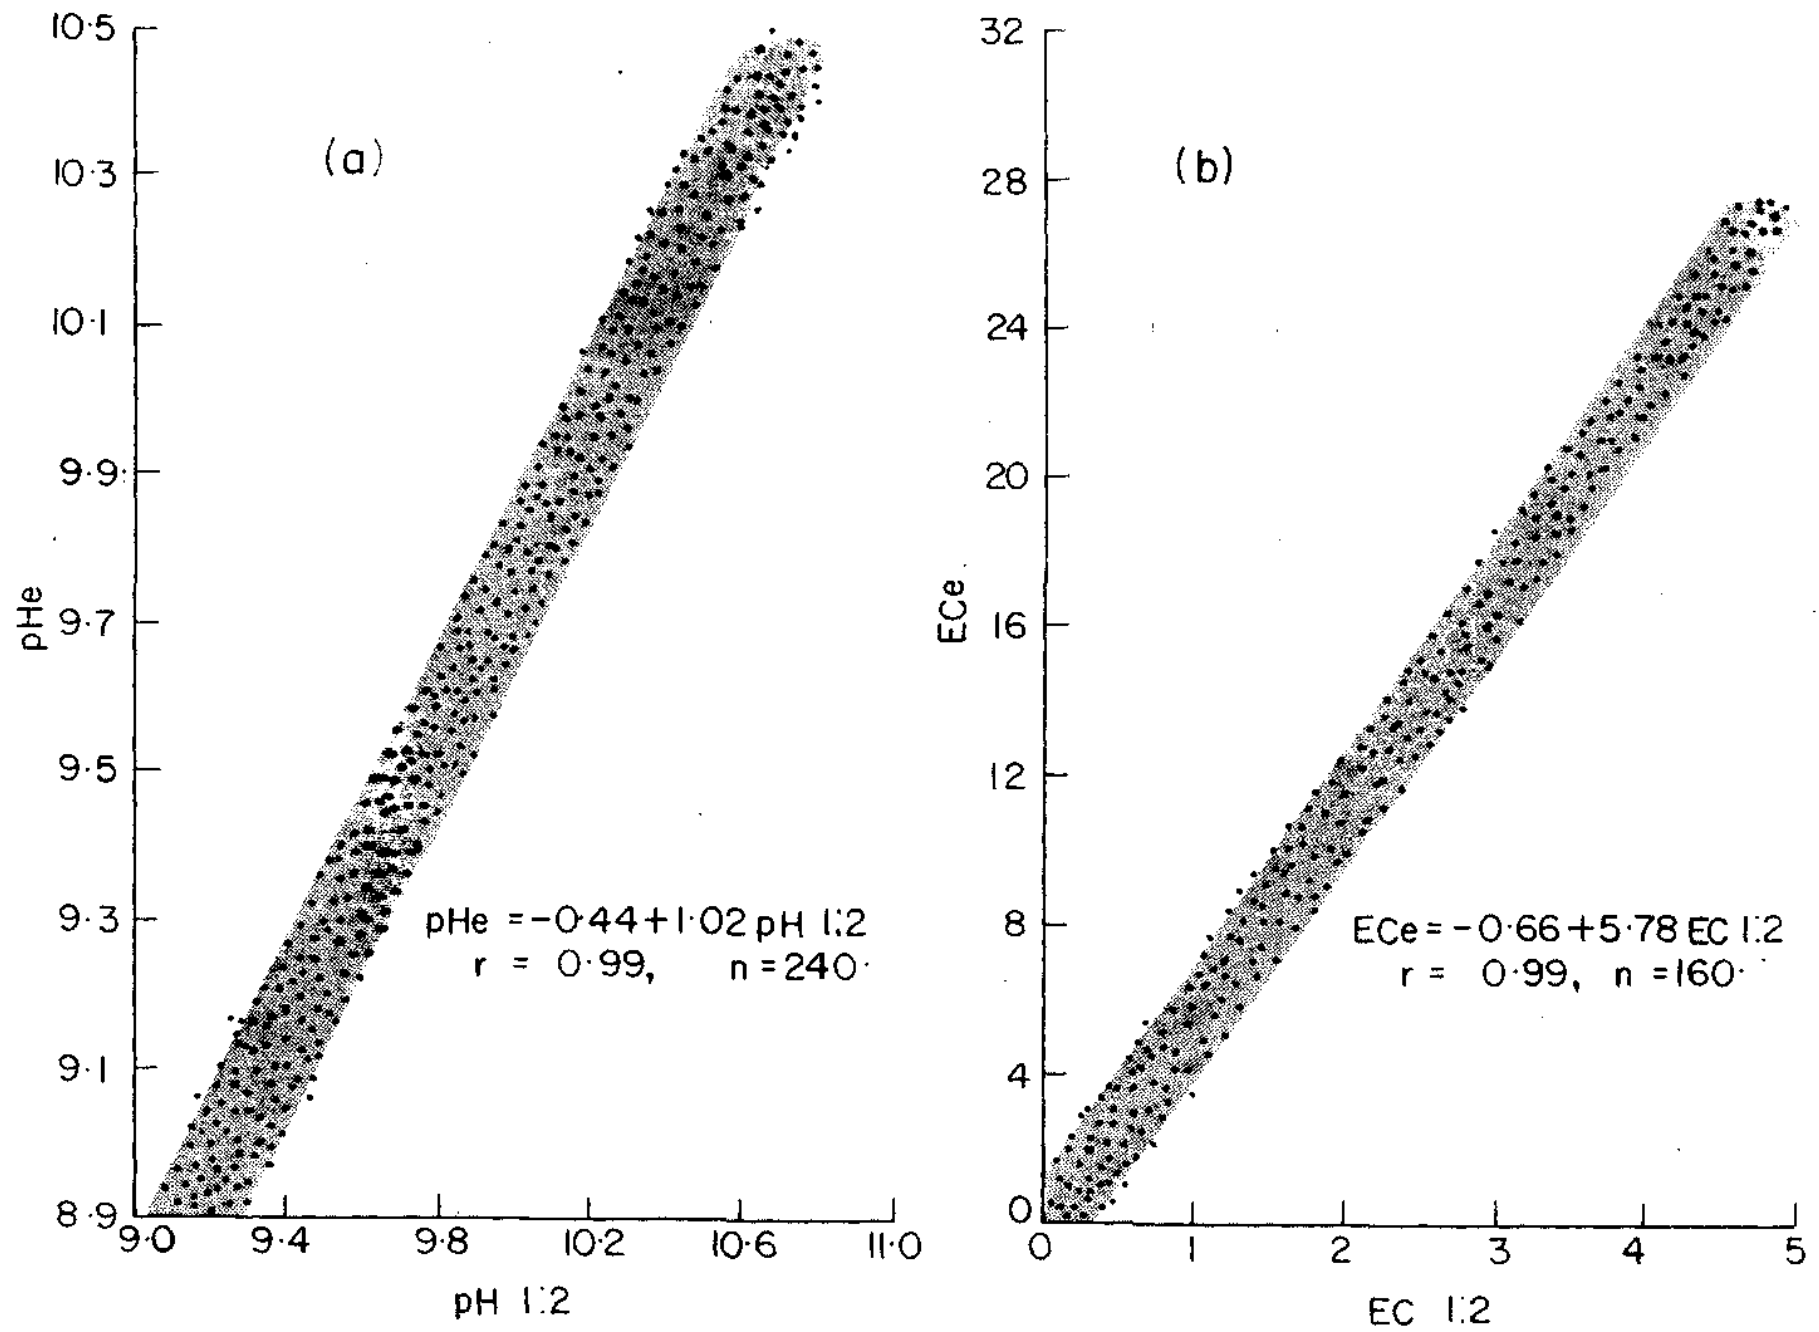 (a)
10·5
10·3
10·1
9·9
9·7
9·5
9·3
9·1
8·9
pHe
9·0 9·4 9·8 10·2 10·6 11·0
pH 1:2
pHe = -0·44+1·02 pH 1:2
r = 0·99, n = 240·
(b)
32
28
24
20
16
12
8
4
0
ECe
0 1 2 3 4 5
EC 1:2
ECe = -0·66+5·78 EC 1:2
r = 0·99, n = 160·